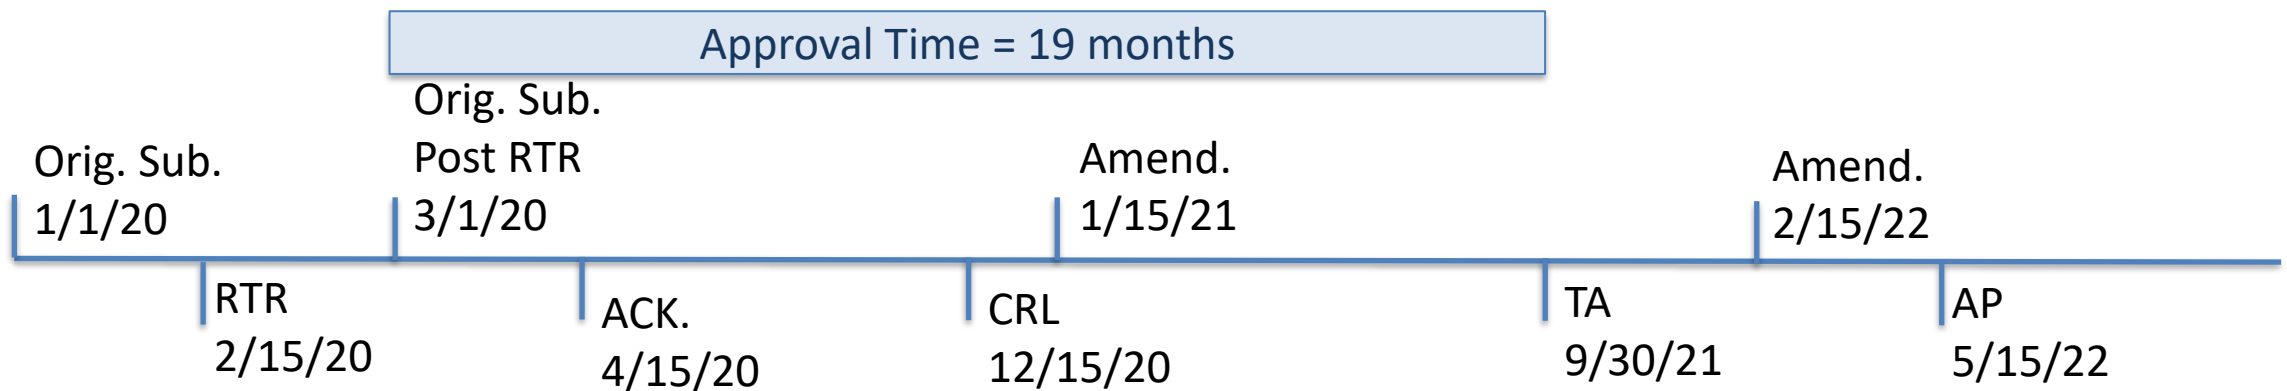 Approval Time = 19 months
Orig. Sub.
1/1/20
Orig. Sub.
Post RTR
3/1/20
Amend.
1/15/21
Amend.
2/15/22
RTR
2/15/20
ACK.
4/15/20
CRL
12/15/20
TA
9/30/21
AP
5/15/22